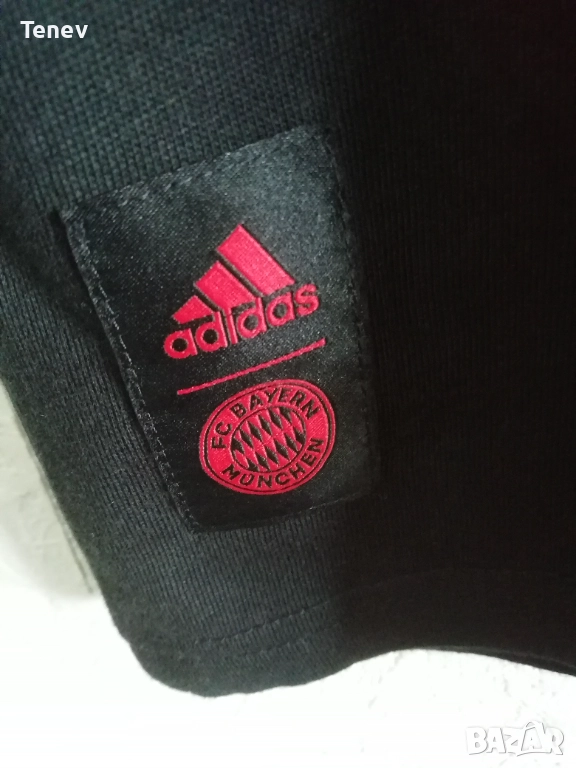 Tenev
adidas
FC BAYERN
MÜNCHEN
BAZAR